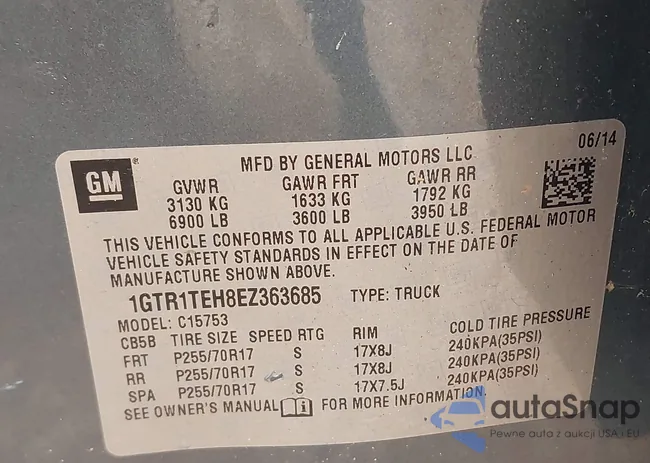 MFD BY GENERAL MOTORS LLC
06/14
GM
GVWR GAWR FRT GAWR RR
3130 KG 1633 KG 1792 KG
6900 LB 3600 LB 3950 LB
THIS VEHICLE CONFORMS TO ALL APPLICABLE U.S. FEDERAL MOTOR
VEHICLE SAFETY STANDARDS IN EFFECT ON THE DATE OF
MANUFACTURE SHOWN ABOVE.
1GTR1TEH8EZ363685 TYPE: TRUCK
MODEL: C15753
CB5B TIRE SIZE SPEED RTG RIM COLD TIRE PRESSURE
FRT P255/70R17 S 17X8J 240KPA(35PSI)
RR P255/70R17 S 17X8J 240KPA(35PSI)
SPA P255/70R17 S 17X7.5J 240KPA(35PSI)
SEE OWNER'S MANUAL i FOR MORE INFORMATION.
autaSnap
Pewne auta z aukcji USA i EU